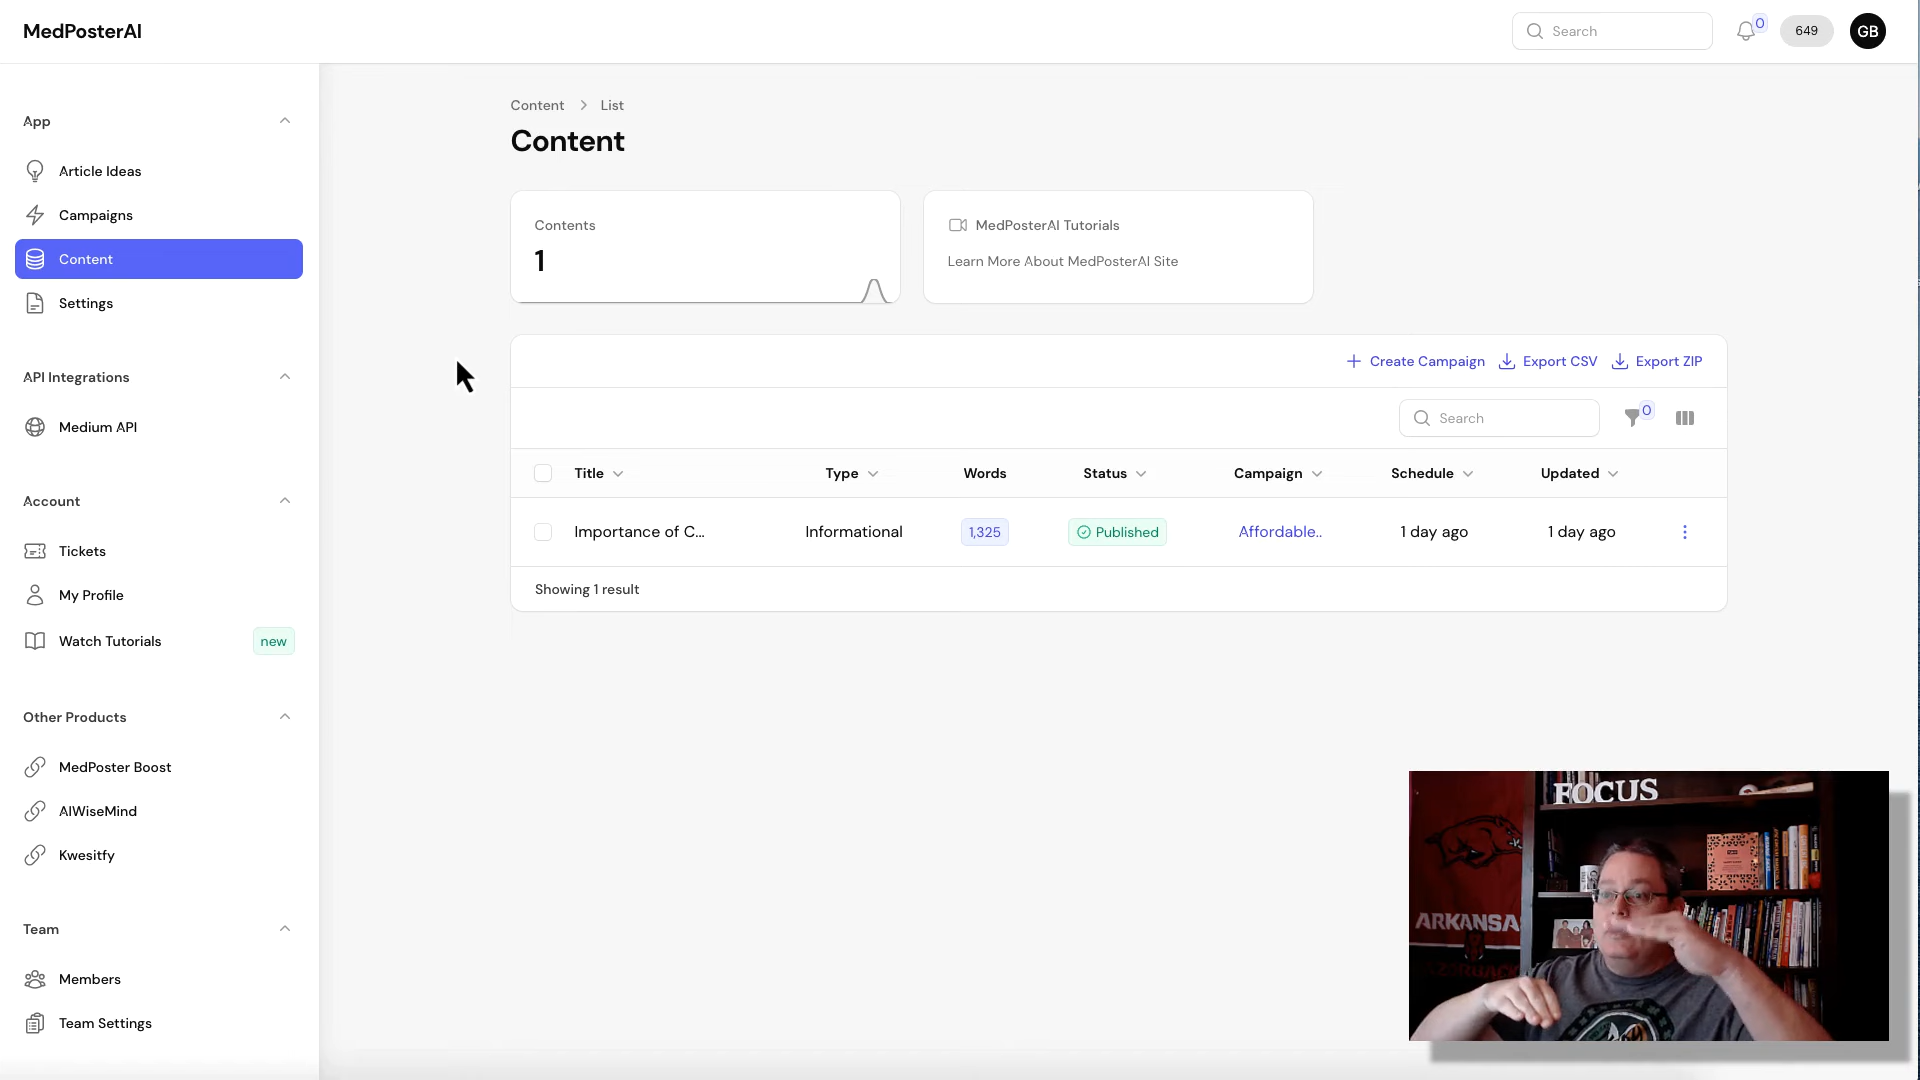 MedPosterAI
Search
0
649
GB
App
Article Ideas
Campaigns
Content
Settings
API Integrations
Medium API
Account
Tickets
My Profile
Watch Tutorials
new
Other Products
MedPoster Boost
AIWiseMind
Kwesitfy
Team
Members
Team Settings
Content > List
Content
Contents
1
MedPosterAI Tutorials
Learn More About MedPosterAI Site
Create Campaign Export CSV Export ZIP
Search
0
Title Type Words Status Campaign Schedule Updated
Importance of C... Informational 1,325 Published Affordable.. 1 day ago 1 day ago
Showing 1 result
FOCUS
ARKANSA